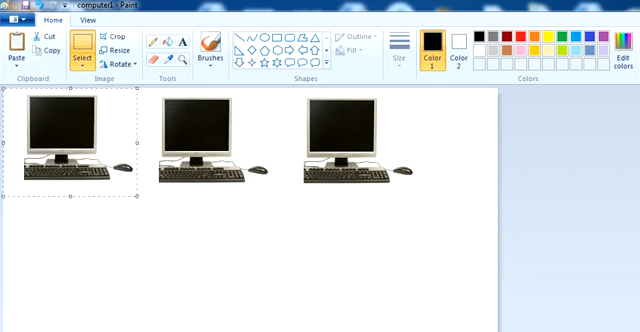 computer1 - Paint
Home View
Paste
Cut
Copy
Clipboard
Select
Crop
Resize
Rotate
Image
A
Tools
Brushes
Outline
Fill
Shapes
Size
Color 1
Color 2
Edit colors
Colors